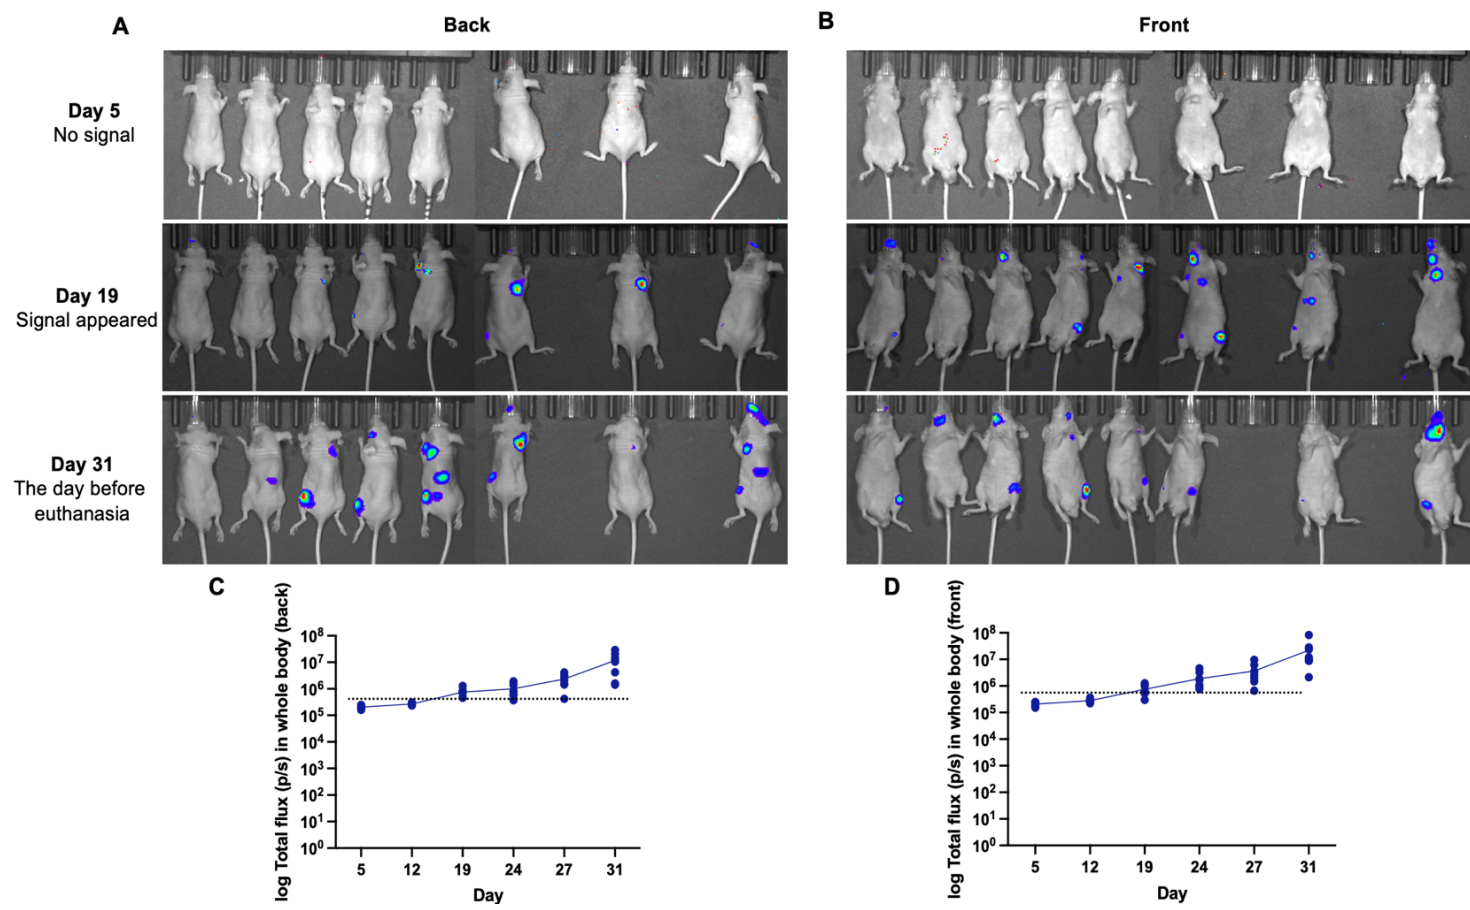 A
Back
B
Front
Day 5
No signal
Day 19
Signal appeared
Day 31
The day before
euthanasia
C
log Total flux (p/s) in whole body (back)
10⁸
10⁷
10⁶
10⁵
10⁴
10³
10²
10¹
10⁰
5 12 19 24 27 31
Day
D
log Total flux (p/s) in whole body (front)
10⁸
10⁷
10⁶
10⁵
10⁴
10³
10²
10¹
10⁰
5 12 19 24 27 31
Day